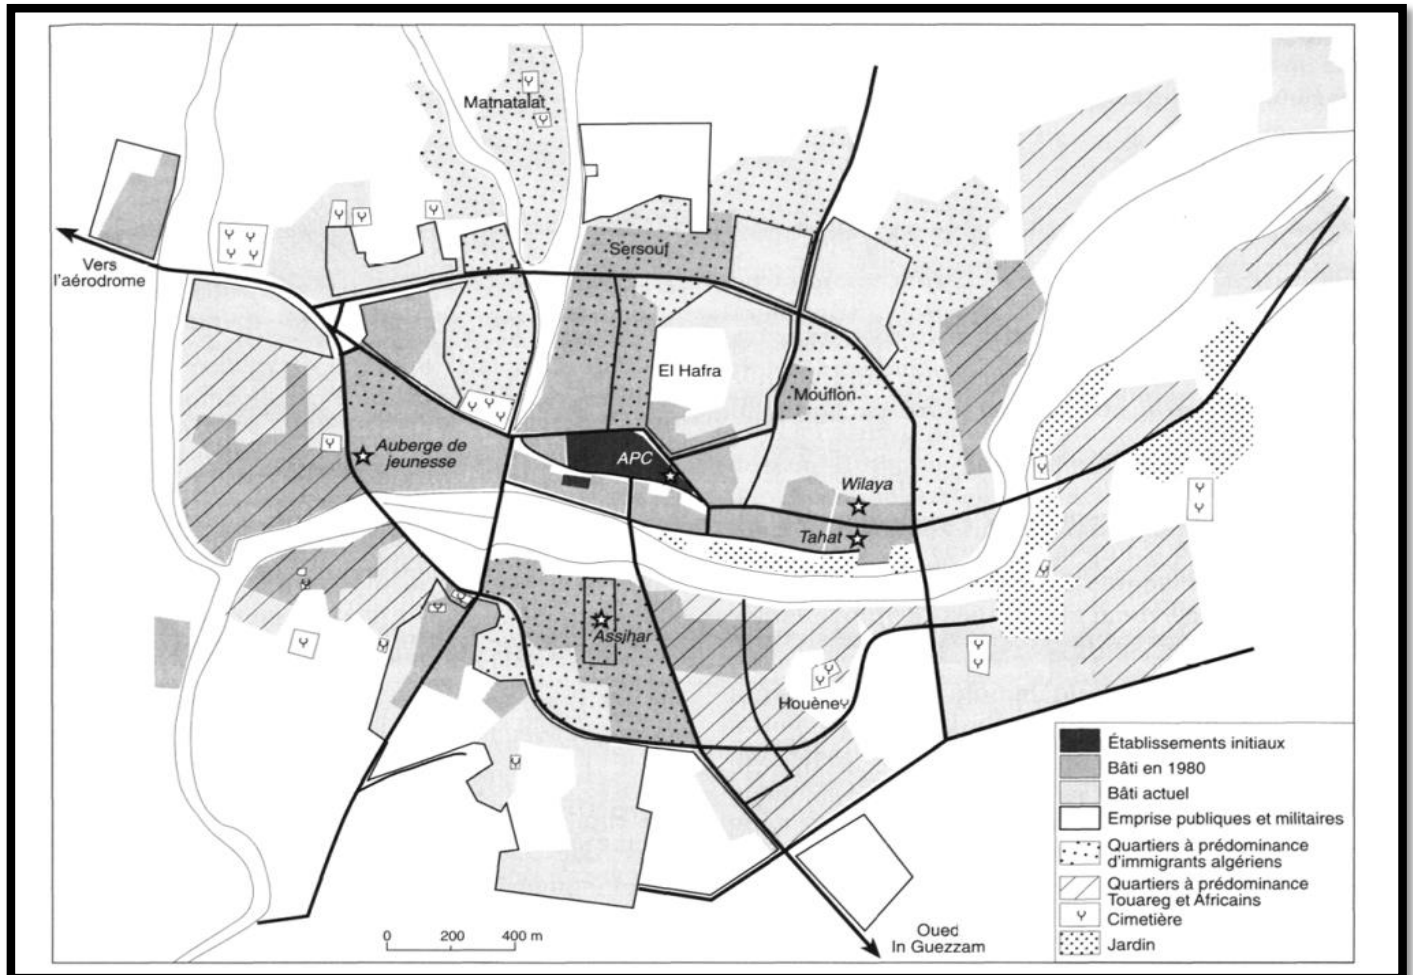 Matnatalat
Vers
l'aérodrome
Sersouf
El Hafra
Mouflon
Auberge de
jeunesse
APC
Wilaya
Tahat
Assjhar
Houène
Établissements initiaux
Bâti en 1980
Bâti actuel
Emprise publiques et militaires
Quartiers à prédominance
d'immigrants algériens
Quartiers à prédominance
Touareg et Africains
Cimetière
Jardin
0 200 400 m
Oued
In Guezzam